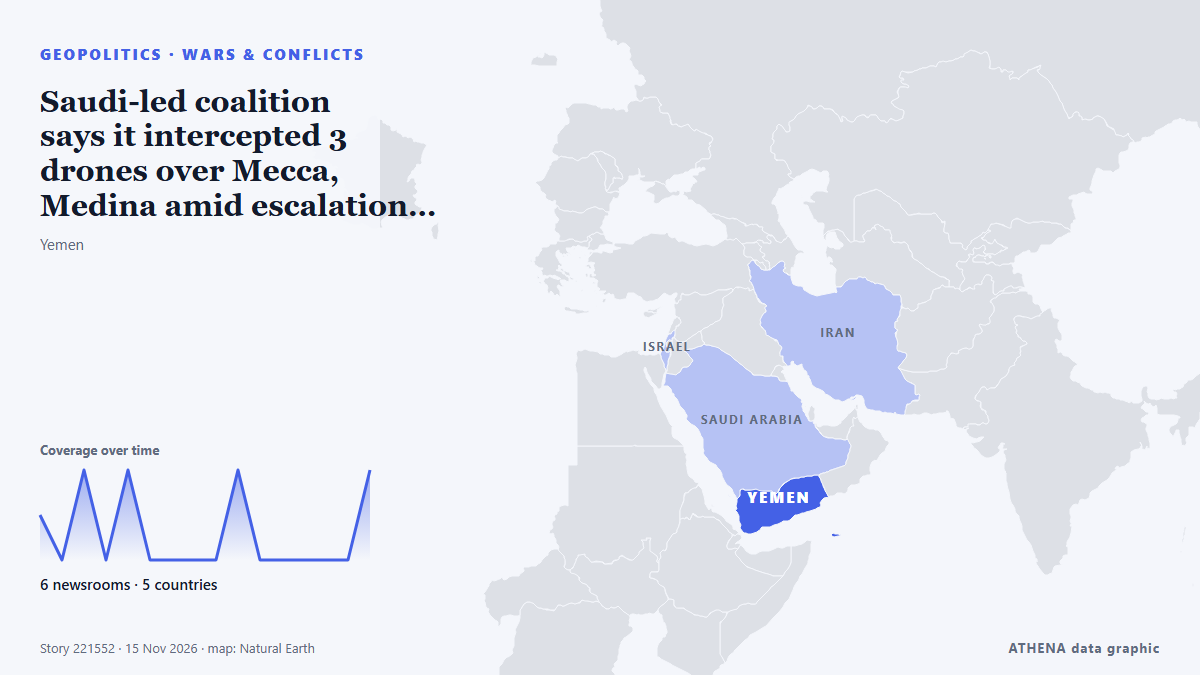 GEOPOLITICS · WARS & CONFLICTS
Saudi-led coalition
says it intercepted 3
drones over Mecca,
Medina amid escalation...
Yemen
IRAN
ISRAEL
SAUDI ARABIA
YEMEN
Coverage over time
6 newsrooms · 5 countries
Story 221552 · 15 Nov 2026 · map: Natural Earth
ATHENA data graphic